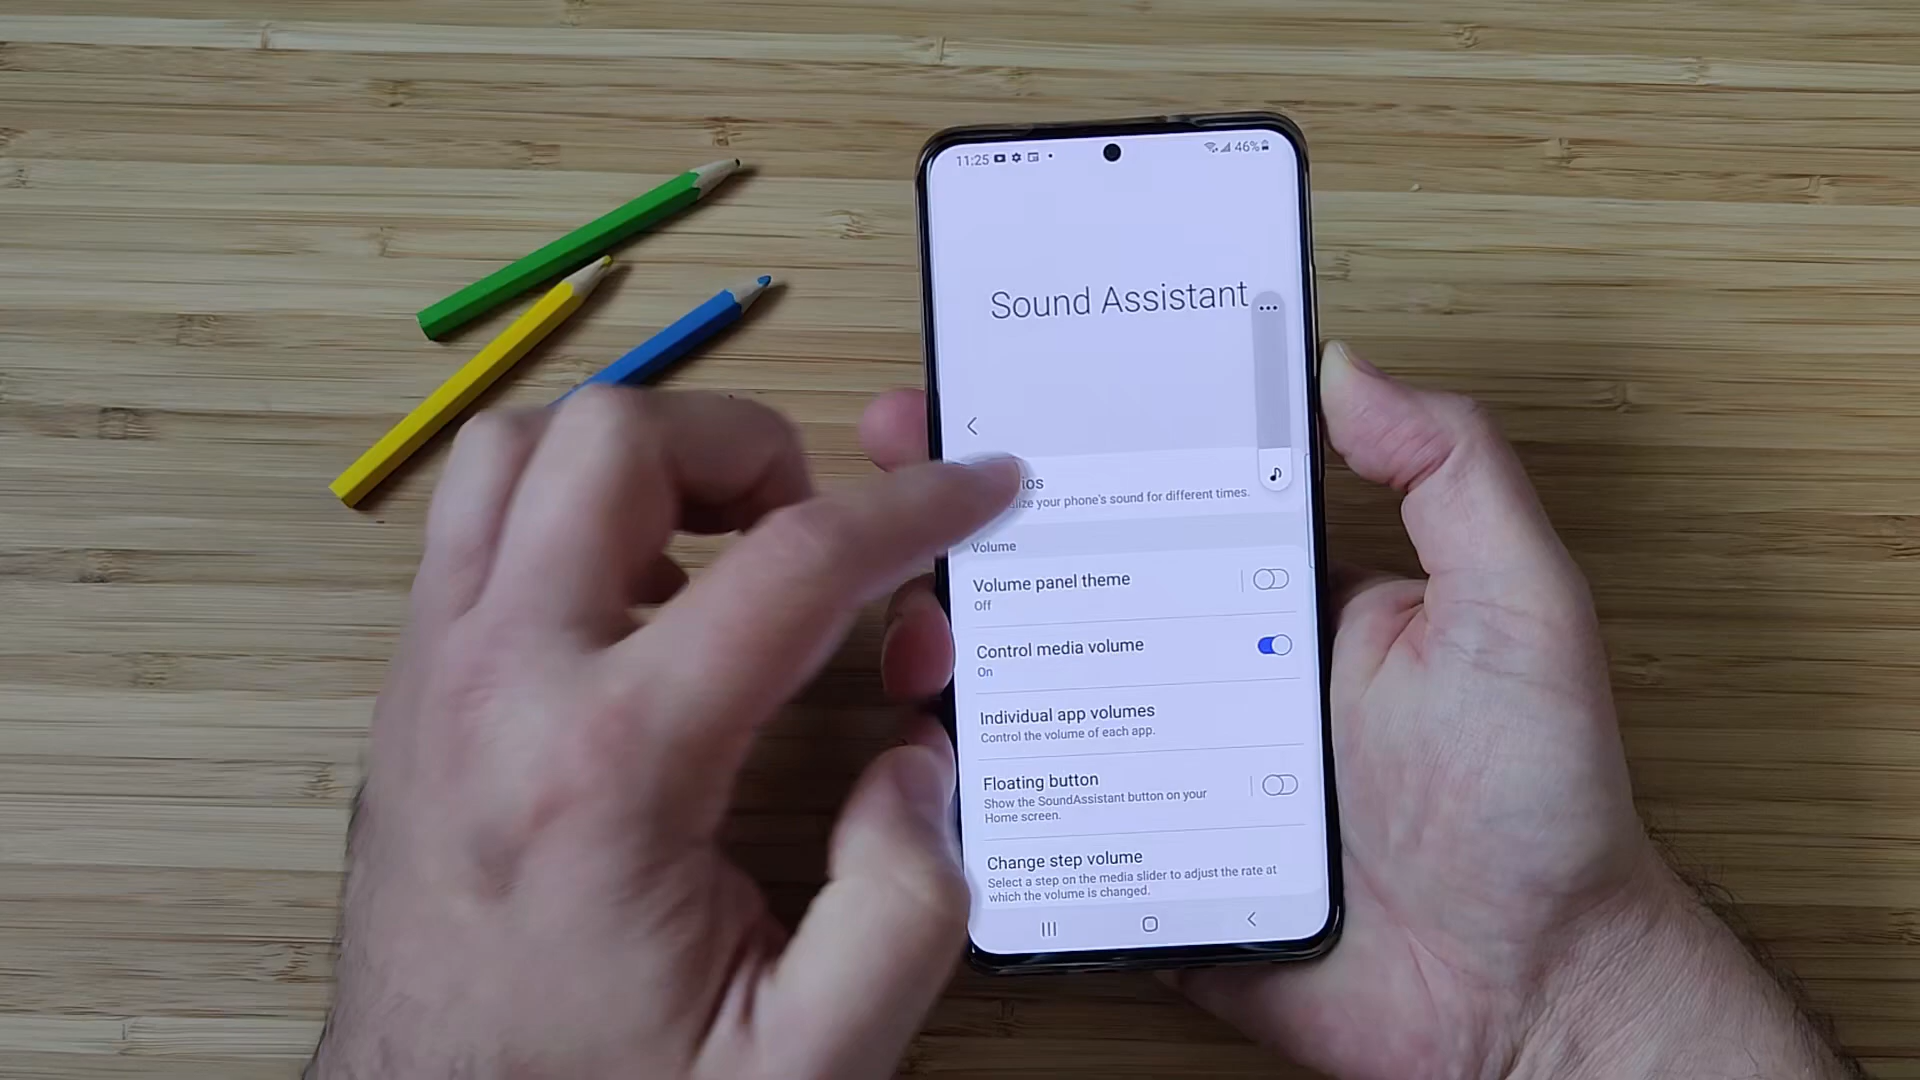 11:25
46%
Sound Assistant
your phone's sound for different times.
Volume
Volume panel theme
Off
Control media volume
On
Individual app volumes
Control the volume of each app.
Floating button
Show the SoundAssistant button on your
Home screen.
Change step volume
Select a step on the media slider to adjust the rate at
which the volume is changed.